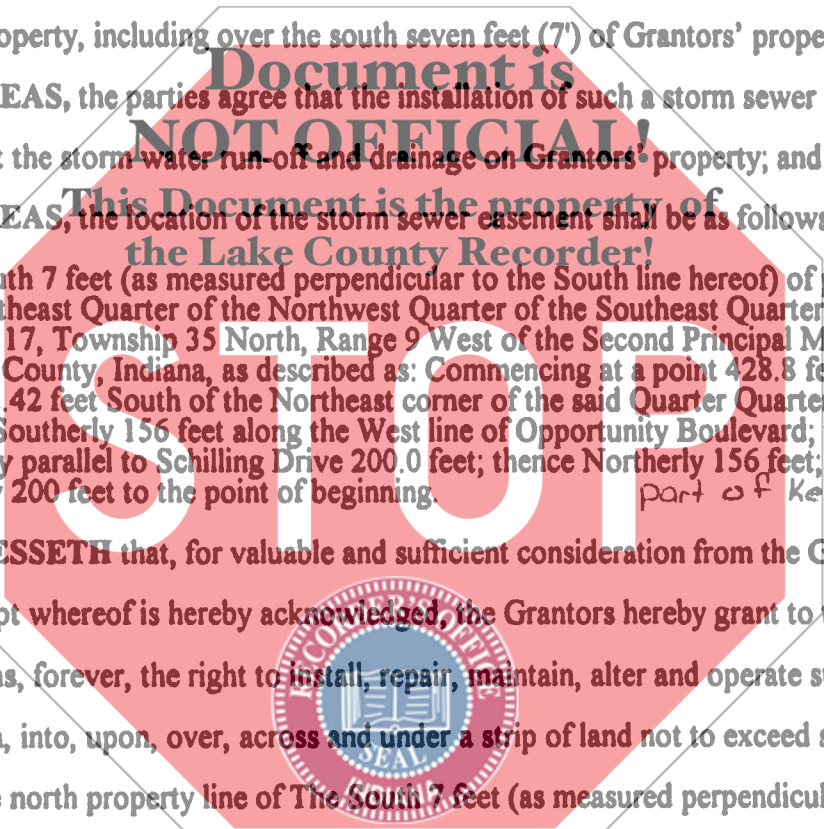 operty, including over the south seven feet (7') of Grantors' prope
Document is
EAS, the parties agree that the installation of such a storm sewer
NOT OFFICIAL!
t the storm water run-off and drainage on Grantors' property; and
This Document is the property of
EAS, the location of the storm sewer easement shall be as follows
the Lake County Recorder!
th 7 feet (as measured perpendicular to the South line hereof) of
theast Quarter of the Northwest Quarter of the Southeast Quarter
17, Township 35 North, Range 9 West of the Second Principal M
County, Indiana, as described as: Commencing at a point 428.8 fe
.42 feet South of the Northeast corner of the said Quarter Quarte
Southerly 156 feet along the West line of Opportunity Boulevard;
y parallel to Schilling Drive 200.0 feet; thence Northerly 156 feet;
200 feet to the point of beginning.
part of Ke
STOP
ESSETH that, for valuable and sufficient consideration from the G
pt whereof is hereby acknowledged, the Grantors hereby grant to
ns, forever, the right to install, repair, maintain, alter and operate s
, into, upon, over, across and under a strip of land not to exceed s
RECORDER'S OFFICE
SEAL
north property line of The South 7 feet (as measured perpendicul